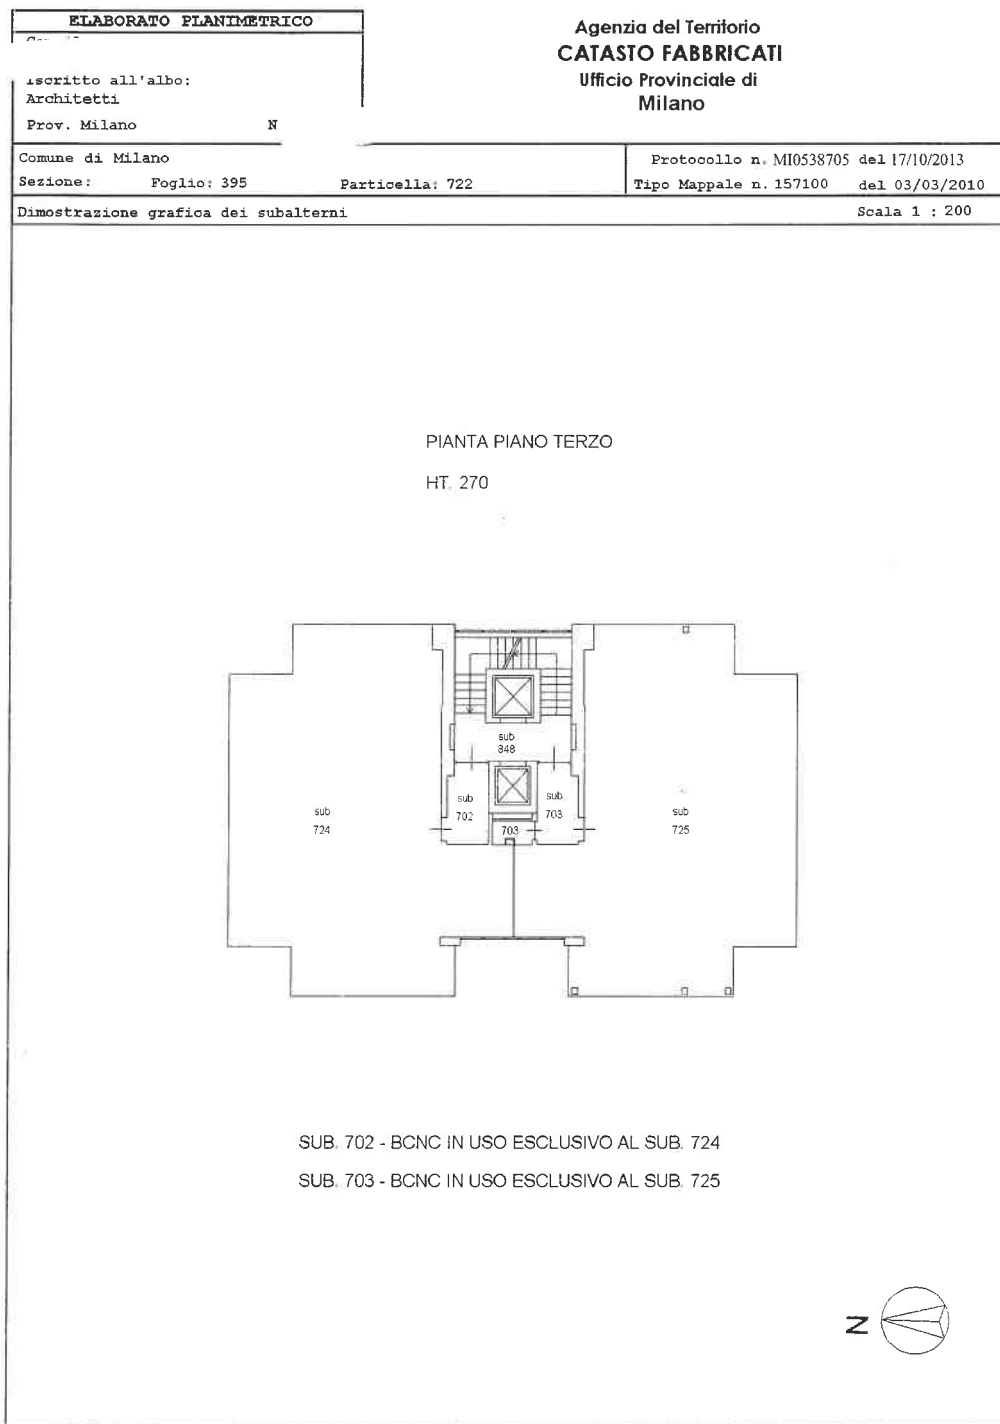 ELABORATO PLANIMETRICO
Iscritto all'albo:
Architetti
Prov. Milano N
Agenzia del Territorio
CATASTO FABBRICATI
Ufficio Provinciale di
Milano
Comune di Milano
Sezione: Foglio: 395 Particella: 722
Protocollo n. MI0538705 del 17/10/2013
Tipo Mappale n. 157100 del 03/03/2010
Dimostrazione grafica dei subalterni
Scala 1 : 200
PIANTA PIANO TERZO
HT. 270
sub
848
sub
702
sub
703
703
sub
724
sub
725
SUB. 702 - BCNC IN USO ESCLUSIVO AL SUB. 724
SUB. 703 - BCNC IN USO ESCLUSIVO AL SUB. 725
N